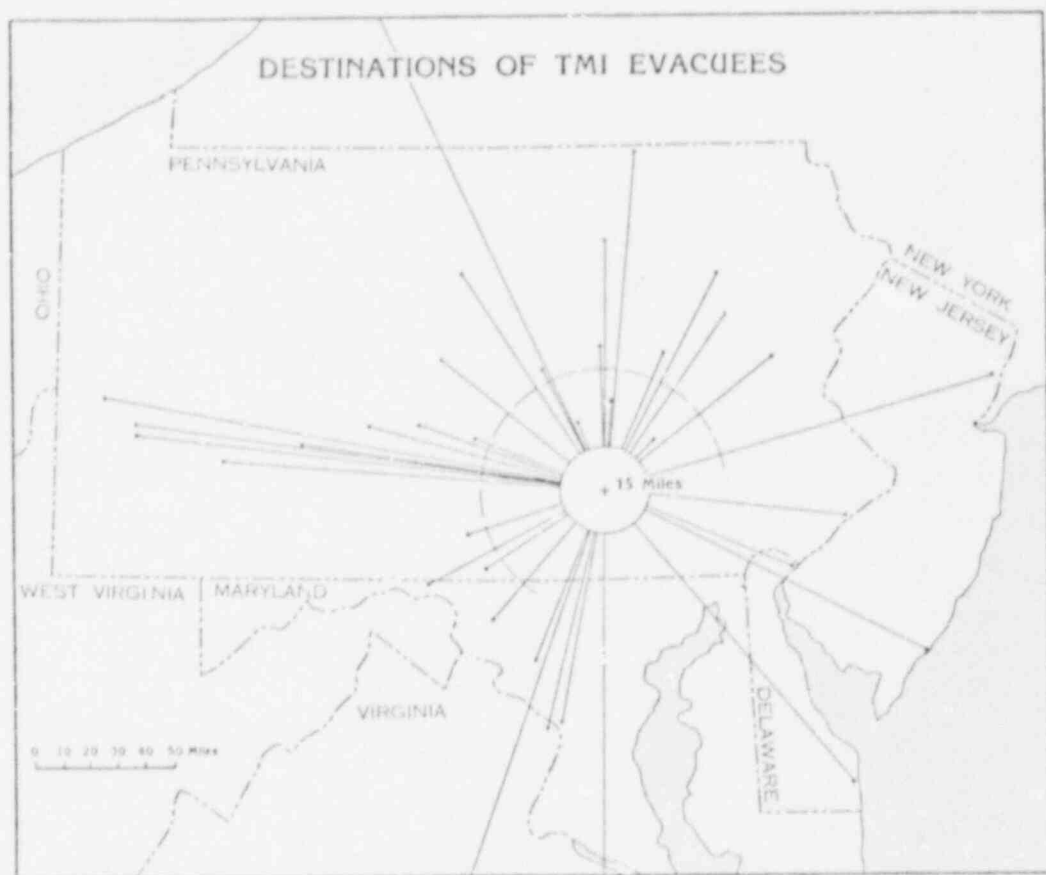 DESTINATIONS OF TMI EVACUEES
PENNSYLVANIA
OHIO
NEW YORK
NEW JERSEY
+ 15 Miles
WEST VIRGINIA
MARYLAND
VIRGINIA
DELAWARE
0 10 20 30 40 50 Miles